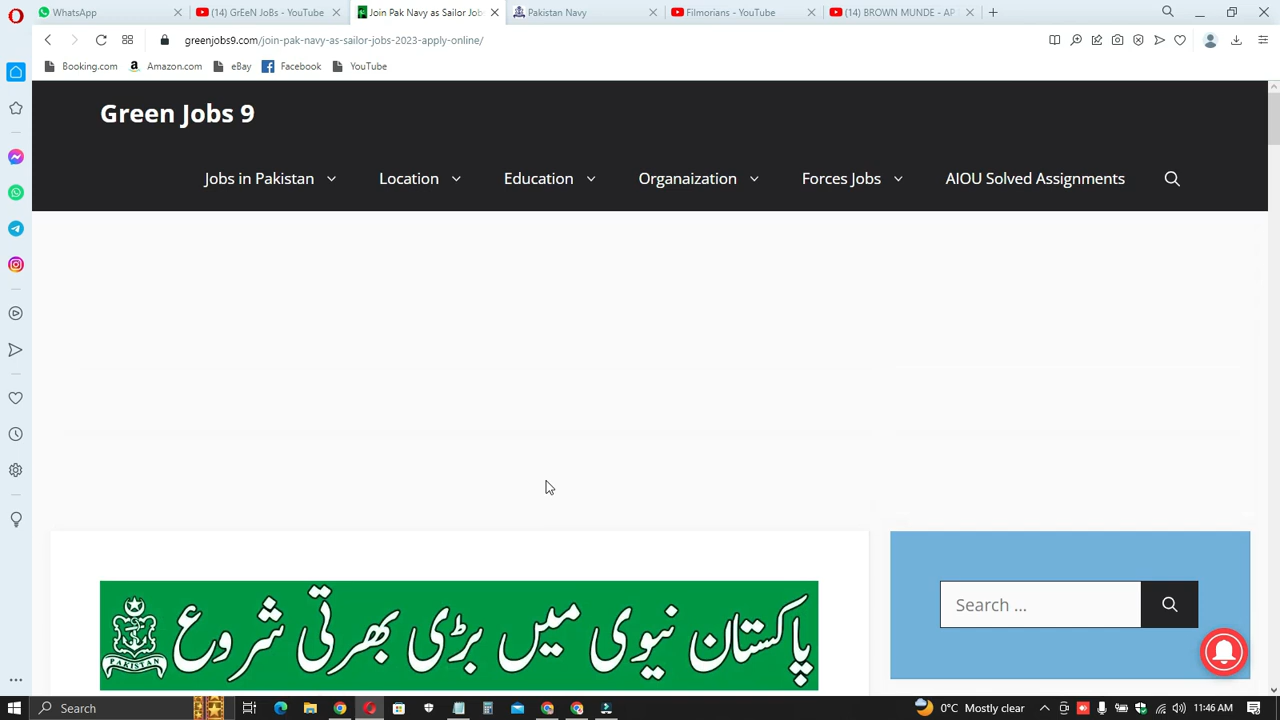 WhatsApp
(14) GrEeN JoBs - YouTube
Join Pak Navy as Sailor Job
Pakistan Navy
Filmorians - YouTube
(14) BROWN MUNDE - AP
greenjobs9.com/join-pak-navy-as-sailor-jobs-2023-apply-online/
Booking.com
Amazon.com
eBay
Facebook
YouTube
Green Jobs 9
Jobs in Pakistan
Location
Education
Organaization
Forces Jobs
AIOU Solved Assignments
پاکستان نیوی میں بڑی بھرتی شروع
PAKISTAN
Search ...
Search
0°C Mostly clear
11:46 AM